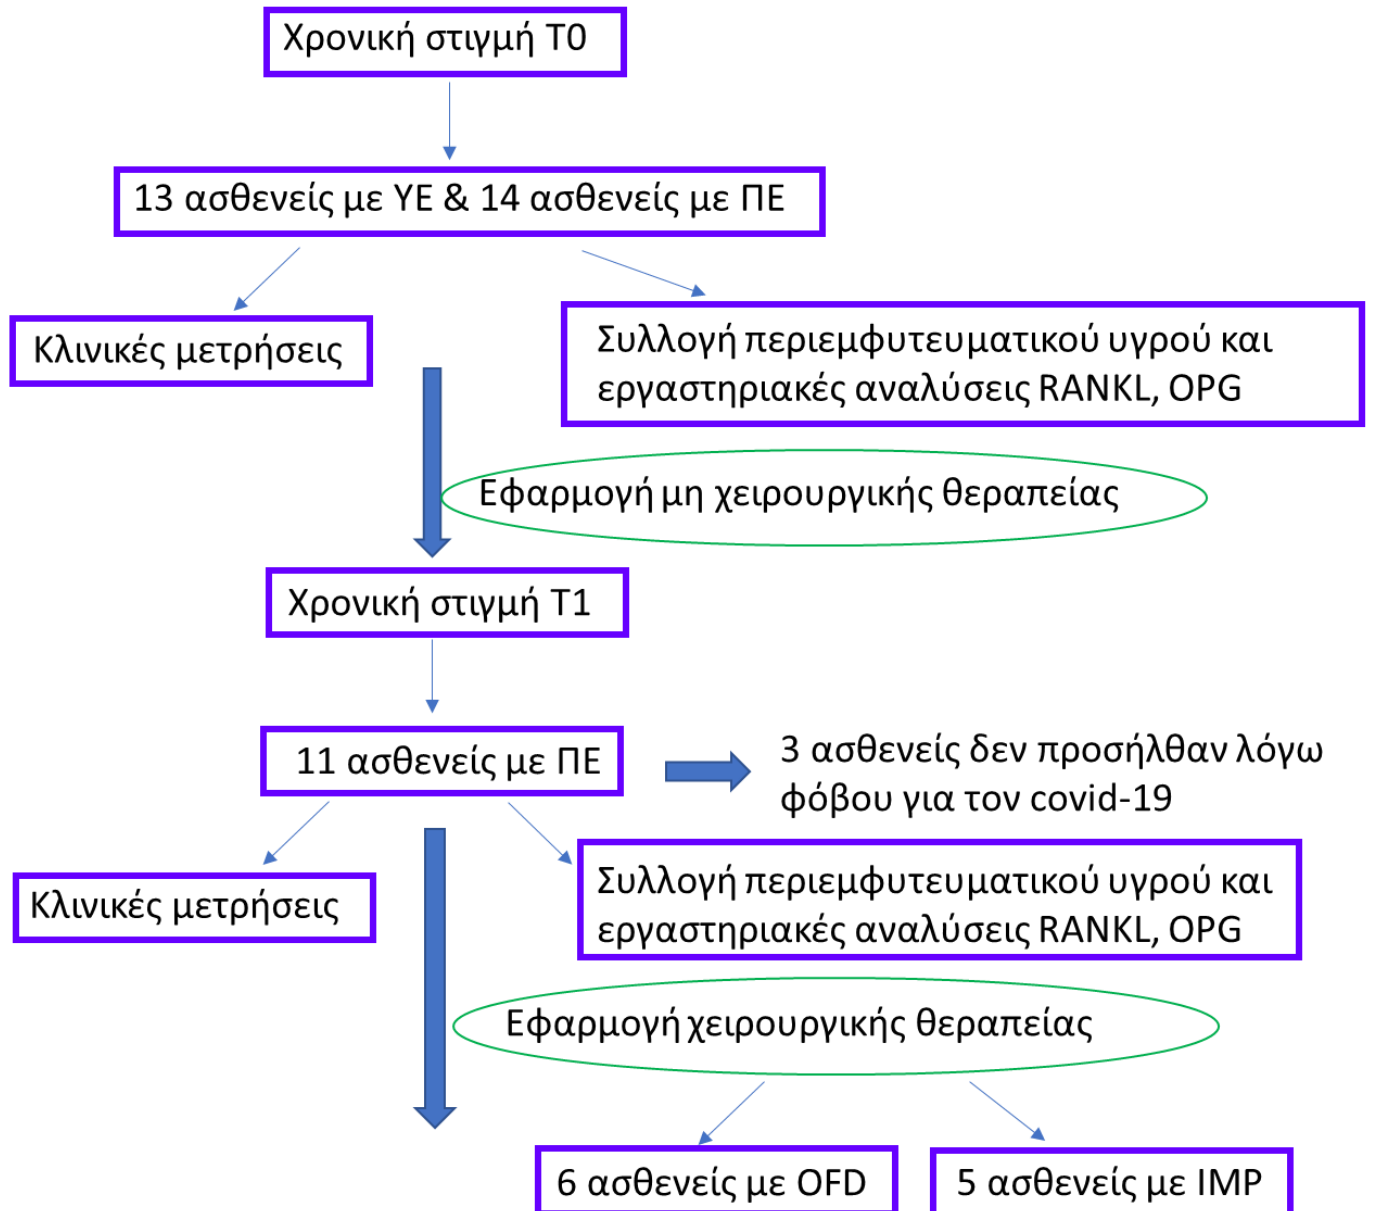 Χρονική στιγμή Τ0
13 ασθενείς με ΥΕ & 14 ασθενείς με ΠΕ
Κλινικές μετρήσεις
Συλλογή περιεμφυτευματικού υγρού και
εργαστηριακές αναλύσεις RANKL, OPG
Εφαρμογή μη χειρουργικής θεραπείας
Χρονική στιγμή Τ1
11 ασθενείς με ΠΕ
3 ασθενείς δεν προσήλθαν λόγω
φόβου για τον covid-19
Κλινικές μετρήσεις
Συλλογή περιεμφυτευματικού υγρού και
εργαστηριακές αναλύσεις RANKL, OPG
Εφαρμογή χειρουργικής θεραπείας
6 ασθενείς με OFD
5 ασθενείς με IMP